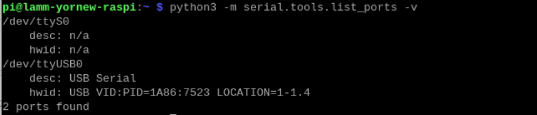 pi@lamm-yornew-raspi:~ $ python3 -m serial.tools.list_ports -v
/dev/ttyS0
    desc: n/a
    hwid: n/a
/dev/ttyUSB0
    desc: USB Serial
    hwid: USB VID:PID=1A86:7523 LOCATION=1-1.4
2 ports found